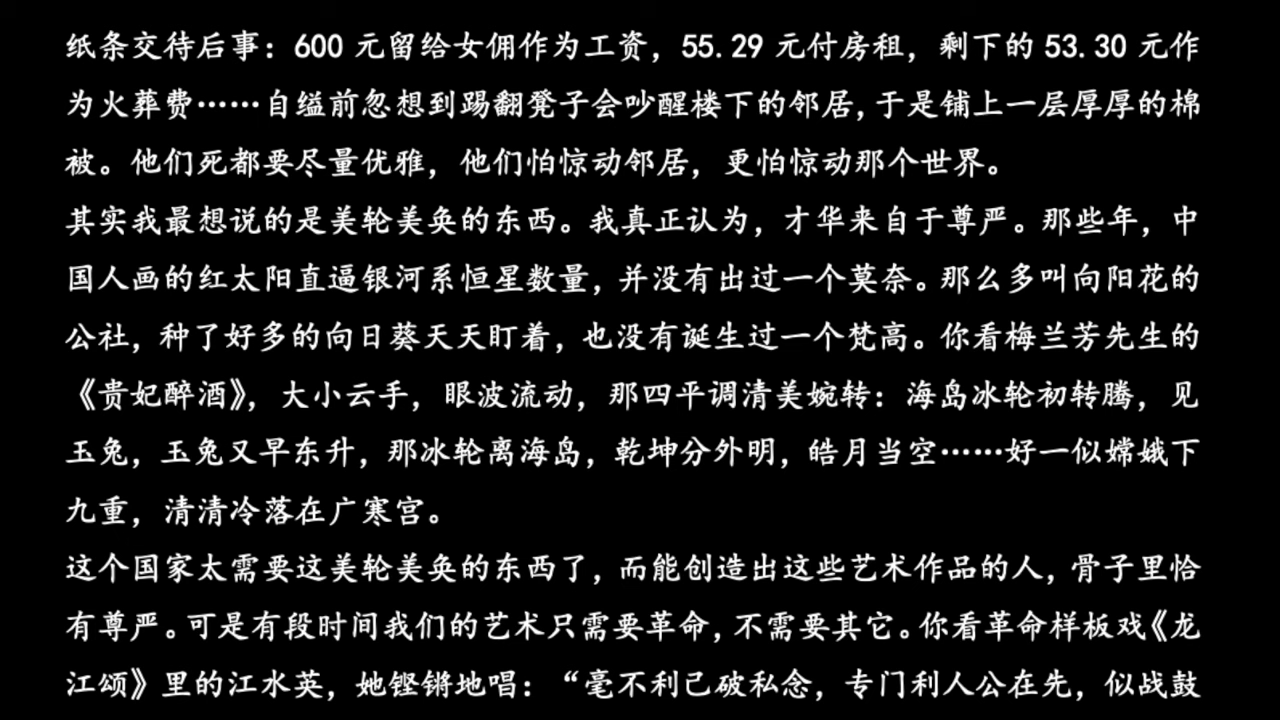 纸条交待后事：600 元留给女佣作为工资，55.29 元付房租，剩下的 53.30 元作
为火葬费……自缢前忽想到踢翻凳子会吵醒楼下的邻居，于是铺上一层厚厚的棉
被。他们死都要尽量优雅，他们怕惊动邻居，更怕惊动那个世界。
其实我最想说的是美轮美奂的东西。我真正认为，才华来自于尊严。那些年，中
国人画的红太阳直逼银河系恒星数量，并没有出过一个莫奈。那么多叫向阳花的
公社，种了好多的向日葵天天盯着，也没有诞生过一个梵高。你看梅兰芳先生的
《贵妃醉酒》，大小云手，眼波流动，那四平调清美婉转：海岛冰轮初转腾，见
玉兔，玉兔又早东升，那冰轮离海岛，乾坤分外明，皓月当空……好一似嫦娥下
九重，清清冷落在广寒宫。
这个国家太需要这美轮美奂的东西了，而能创造出这些艺术作品的人，骨子里恰
有尊严。可是有段时间我们的艺术只需要革命，不需要其它。你看革命样板戏《龙
江颂》里的江水英，她铿锵地唱：“毫不利己破私念，专门利人公在先，似战鼓